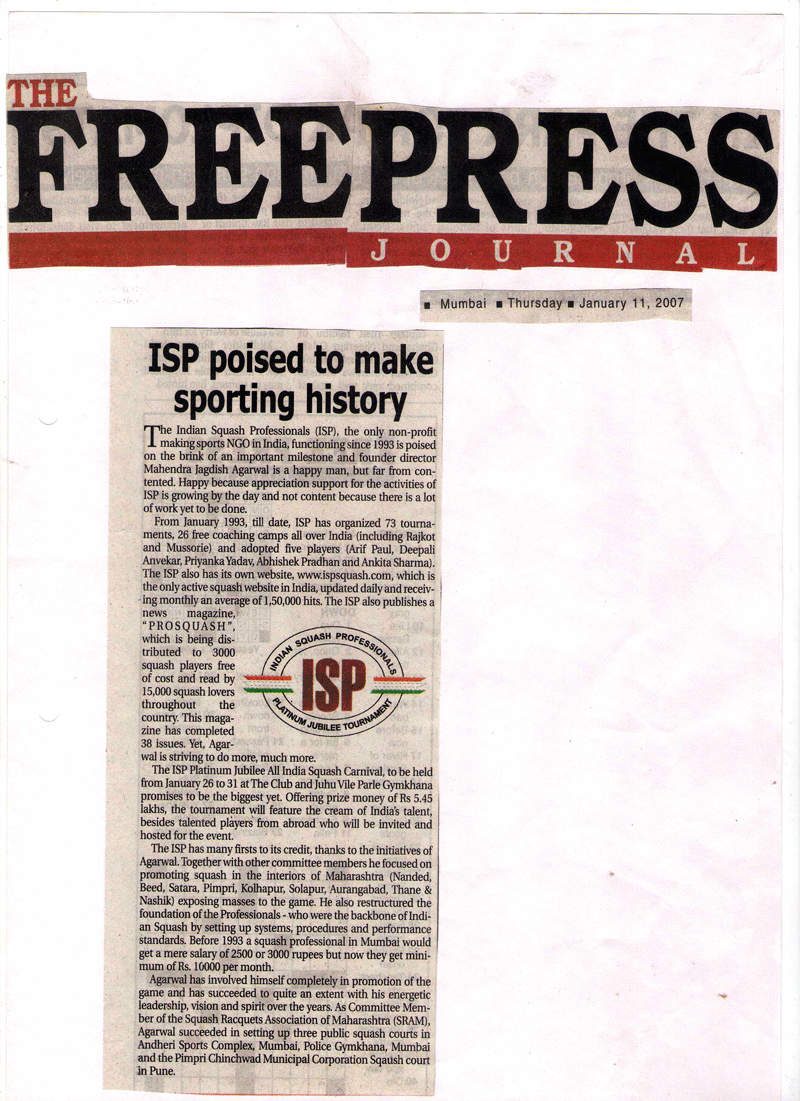 THE
FREE PRESS
JOURNAL
■ Mumbai ■ Thursday ■ January 11, 2007
ISP poised to make
sporting history
The Indian Squash Professionals (ISP), the only non-profit
making sports NGO in India, functioning since 1993 is poised
on the brink of an important milestone and founder director
Mahendra Jagdish Agarwal is a happy man, but far from con-
tented. Happy because appreciation support for the activities of
ISP is growing by the day and not content because there is a lot
of work yet to be done.
From January 1993, till date, ISP has organized 73 tourna-
ments, 26 free coaching camps all over India (including Rajkot
and Mussorie) and adopted five players (Arif Paul, Deepali
Anvekar, Priyanka Yadav, Abhishek Pradhan and Ankita Sharma).
The ISP also has its own website, www.ispsquash.com, which is
the only active squash website in India, updated daily and receiv-
ing monthly an average of 1,50,000 hits. The ISP also publishes a
news magazine,
"PROSQUASH",
which is being dis-
tributed to 3000
squash players free
of cost and read by
15,000 squash lovers
throughout the
country. This maga-
zine has completed
38 issues. Yet, Agar-
wal is striving to do more, much more.
INDIAN SQUASH PROFESSIONALS
ISP
PLATINUM JUBILEE TOURNAMENT
The ISP Platinum Jubilee All India Squash Carnival, to be held
from January 26 to 31 at The Club and Juhu Vile Parle Gymkhana
promises to be the biggest yet. Offering prize money of Rs 5.45
lakhs, the tournament will feature the cream of India's talent,
besides talented players from abroad who will be invited and
hosted for the event.
The ISP has many firsts to its credit, thanks to the initiatives of
Agarwal. Together with other committee members he focused on
promoting squash in the interiors of Maharashtra (Nanded,
Beed, Satara, Pimpri, Kolhapur, Solapur, Aurangabad, Thane &
Nashik) exposing masses to the game. He also restructured the
foundation of the Professionals - who were the backbone of Indi-
an Squash by setting up systems, procedures and performance
standards. Before 1993 a squash professional in Mumbai would
get a mere salary of 2500 or 3000 rupees but now they get mini-
mum of Rs. 10000 per month.
Agarwal has involved himself completely in promotion of the
game and has succeeded to quite an extent with his energetic
leadership, vision and spirit over the years. As Committee Mem-
ber of the Squash Racquets Association of Maharashtra (SRAM),
Agarwal succeeded in setting up three public squash courts in
Andheri Sports Complex, Mumbai, Police Gymkhana, Mumbai
and the Pimpri Chinchwad Municipal Corporation Sqaush court
in Pune.